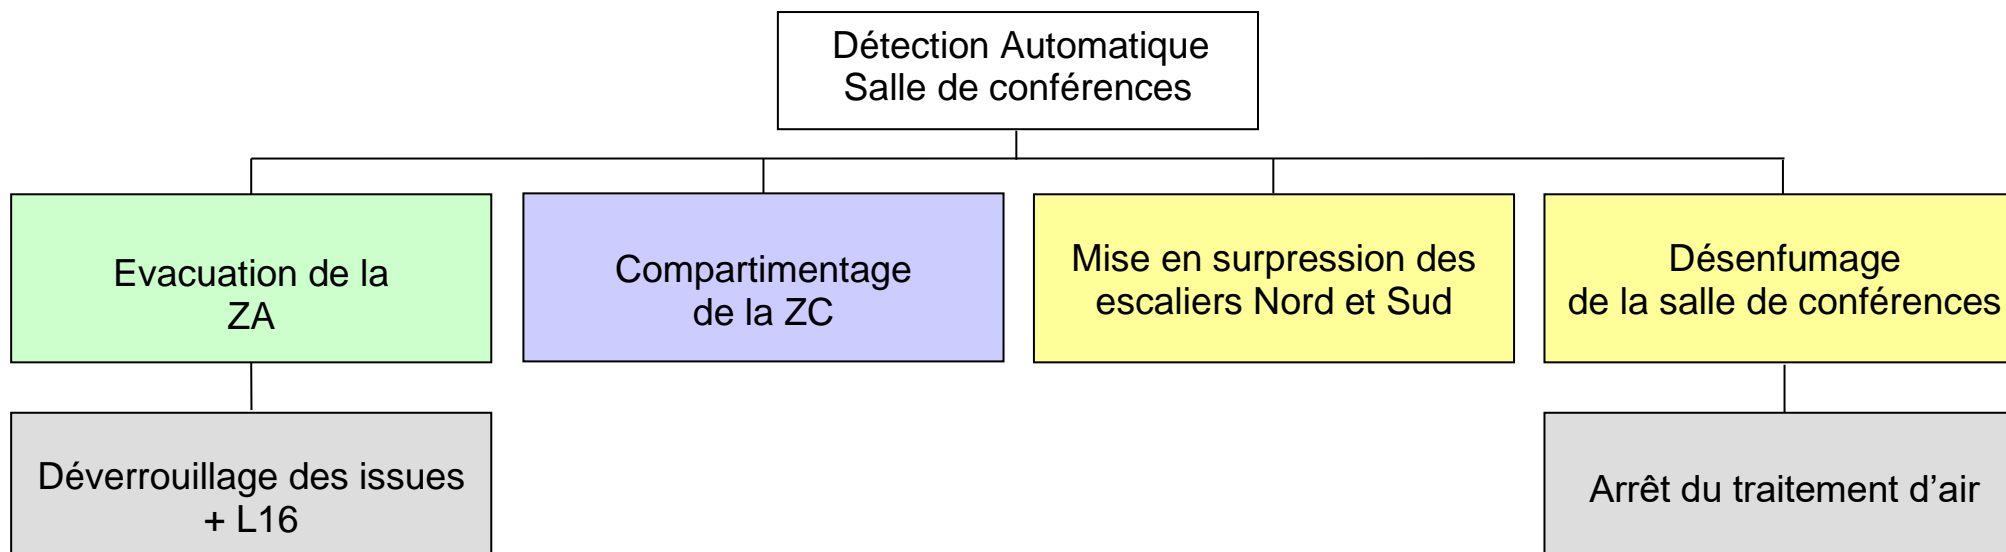 Détection Automatique
Salle de conférences
Evacuation de la
ZA
Compartimentage
de la ZC
Mise en surpression des
escaliers Nord et Sud
Désenfumage
de la salle de conférences
Déverrouillage des issues
+ L16
Arrêt du traitement d’air